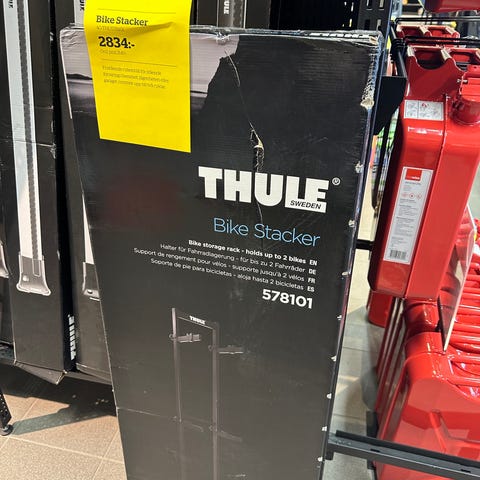 Bike Stacker
2834:-
THULE®
SWEDEN
Bike Stacker
Bike storage rack - holds up to 2 bikes EN
Halter für Fahrradlagerung - für bis zu 2 Fahrräder DE
Support de rangement pour vélos - supporte jusqu'à 2 vélos FR
Soporte de pie para bicicletas - aloja hasta 2 bicicletas ES
578101
THULE